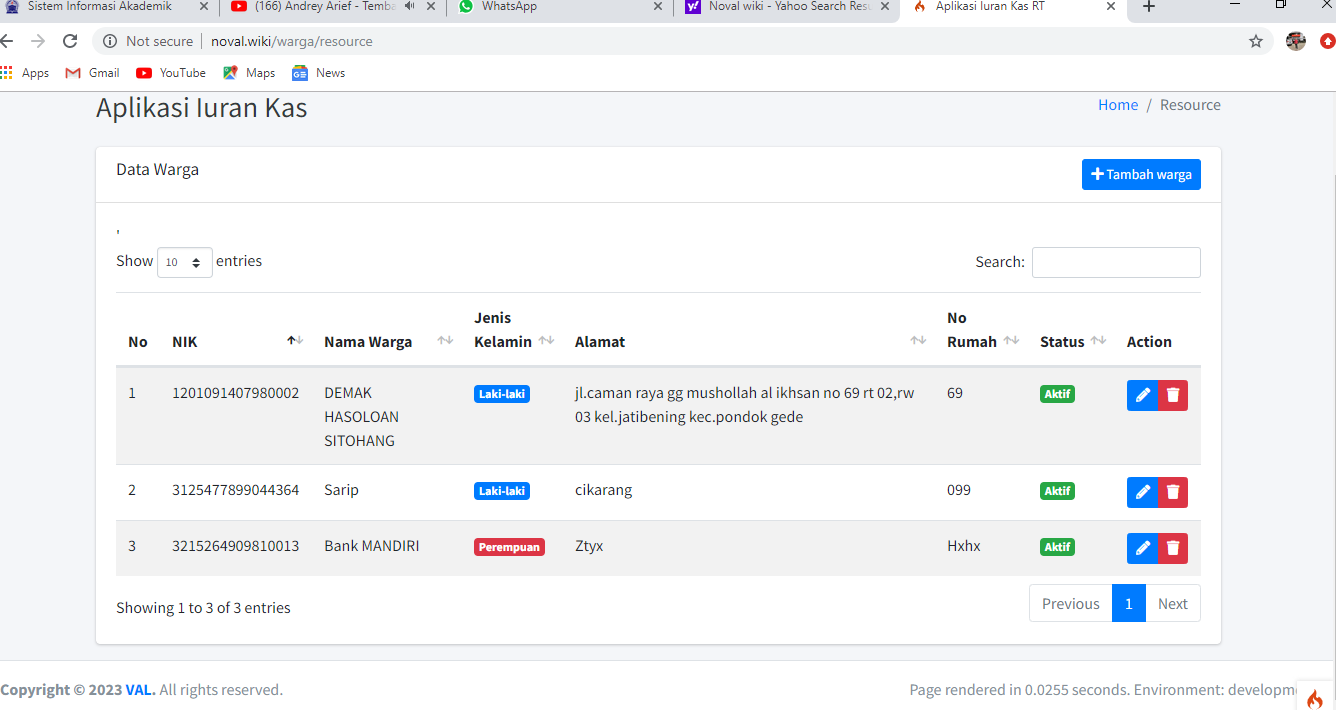 Sistem Informasi Akademik
(166) Andrey Arief - Temba
WhatsApp
Noval wiki - Yahoo Search Res
Aplikasi Iuran Kas RT
Not secure | noval.wiki/warga/resource
Apps Gmail YouTube Maps News
Aplikasi Iuran Kas
Home / Resource
Data Warga
Tambah warga
'
Show 10 entries
Search:
No NIK Nama Warga Jenis Kelamin Alamat No Rumah Status Action
1 1201091407980002 DEMAK HASOLOAN SITOHANG Laki-laki jl.caman raya gg mushollah al ikhsan no 69 rt 02,rw 03 kel.jatibening kec.pondok gede 69 Aktif
2 3125477899044364 Sarip Laki-laki cikarang 099 Aktif
3 3215264909810013 Bank MANDIRI Perempuan Ztyx Hxhx Aktif
Showing 1 to 3 of 3 entries
Previous 1 Next
Copyright © 2023 VAL. All rights reserved.
Page rendered in 0.0255 seconds. Environment: developm